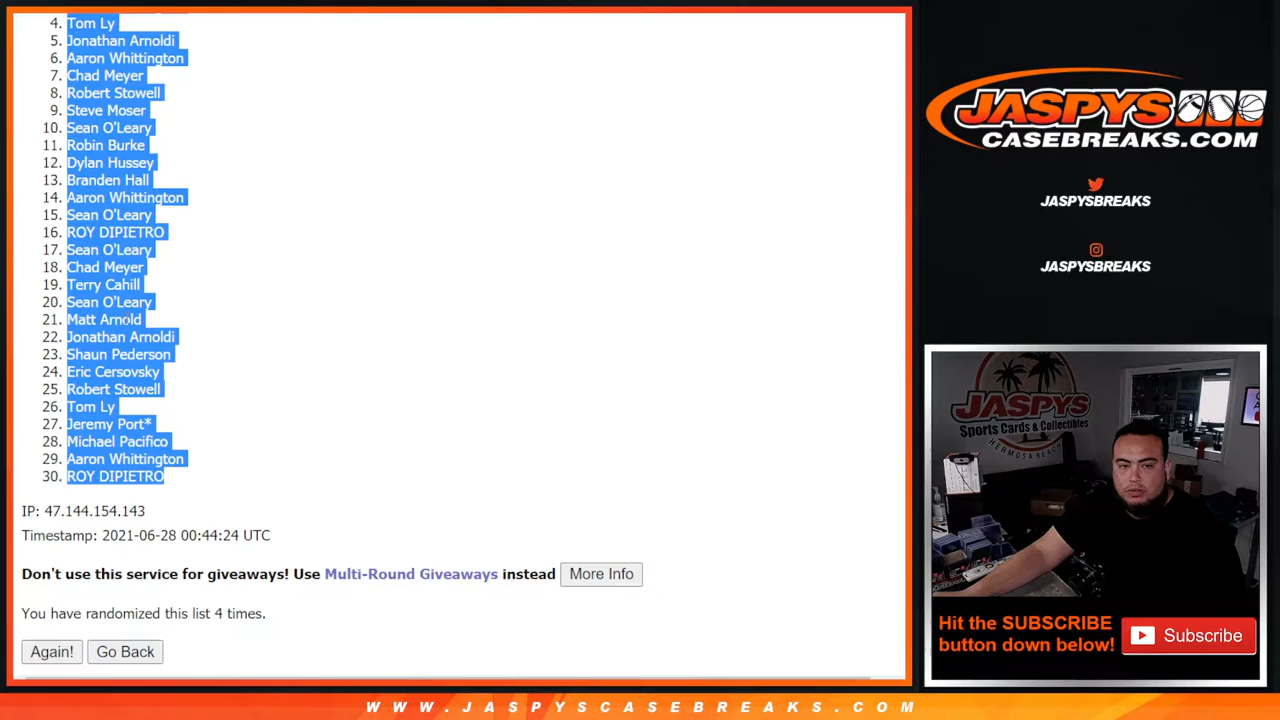 4. Tom Ly
5. Jonathan Arnoldi
6. Aaron Whittington
7. Chad Meyer
8. Robert Stowell
9. Steve Moser
10. Sean O'Leary
11. Robin Burke
12. Dylan Hussey
13. Branden Hall
14. Aaron Whittington
15. Sean O'Leary
16. ROY DIPIETRO
17. Sean O'Leary
18. Chad Meyer
19. Terry Cahill
20. Sean O'Leary
21. Matt Arnold
22. Jonathan Arnoldi
23. Shaun Pederson
24. Eric Cersovsky
25. Robert Stowell
26. Tom Ly
27. Jeremy Port*
28. Michael Pacifico
29. Aaron Whittington
30. ROY DIPIETRO
IP: 47.144.154.143
Timestamp: 2021-06-28 00:44:24 UTC
Don't use this service for giveaways! Use Multi-Round Giveaways instead More Info
You have randomized this list 4 times.
Again! Go Back
JASPYS
CASEBREAKS.COM
JASPYSBREAKS
JASPYSBREAKS
JASPYS
Sports Cards & Collectibles
HERMOSA BEACH
Hit the SUBSCRIBE
button down below!
Subscribe
WWW.JASPYSCASEBREAKS.COM